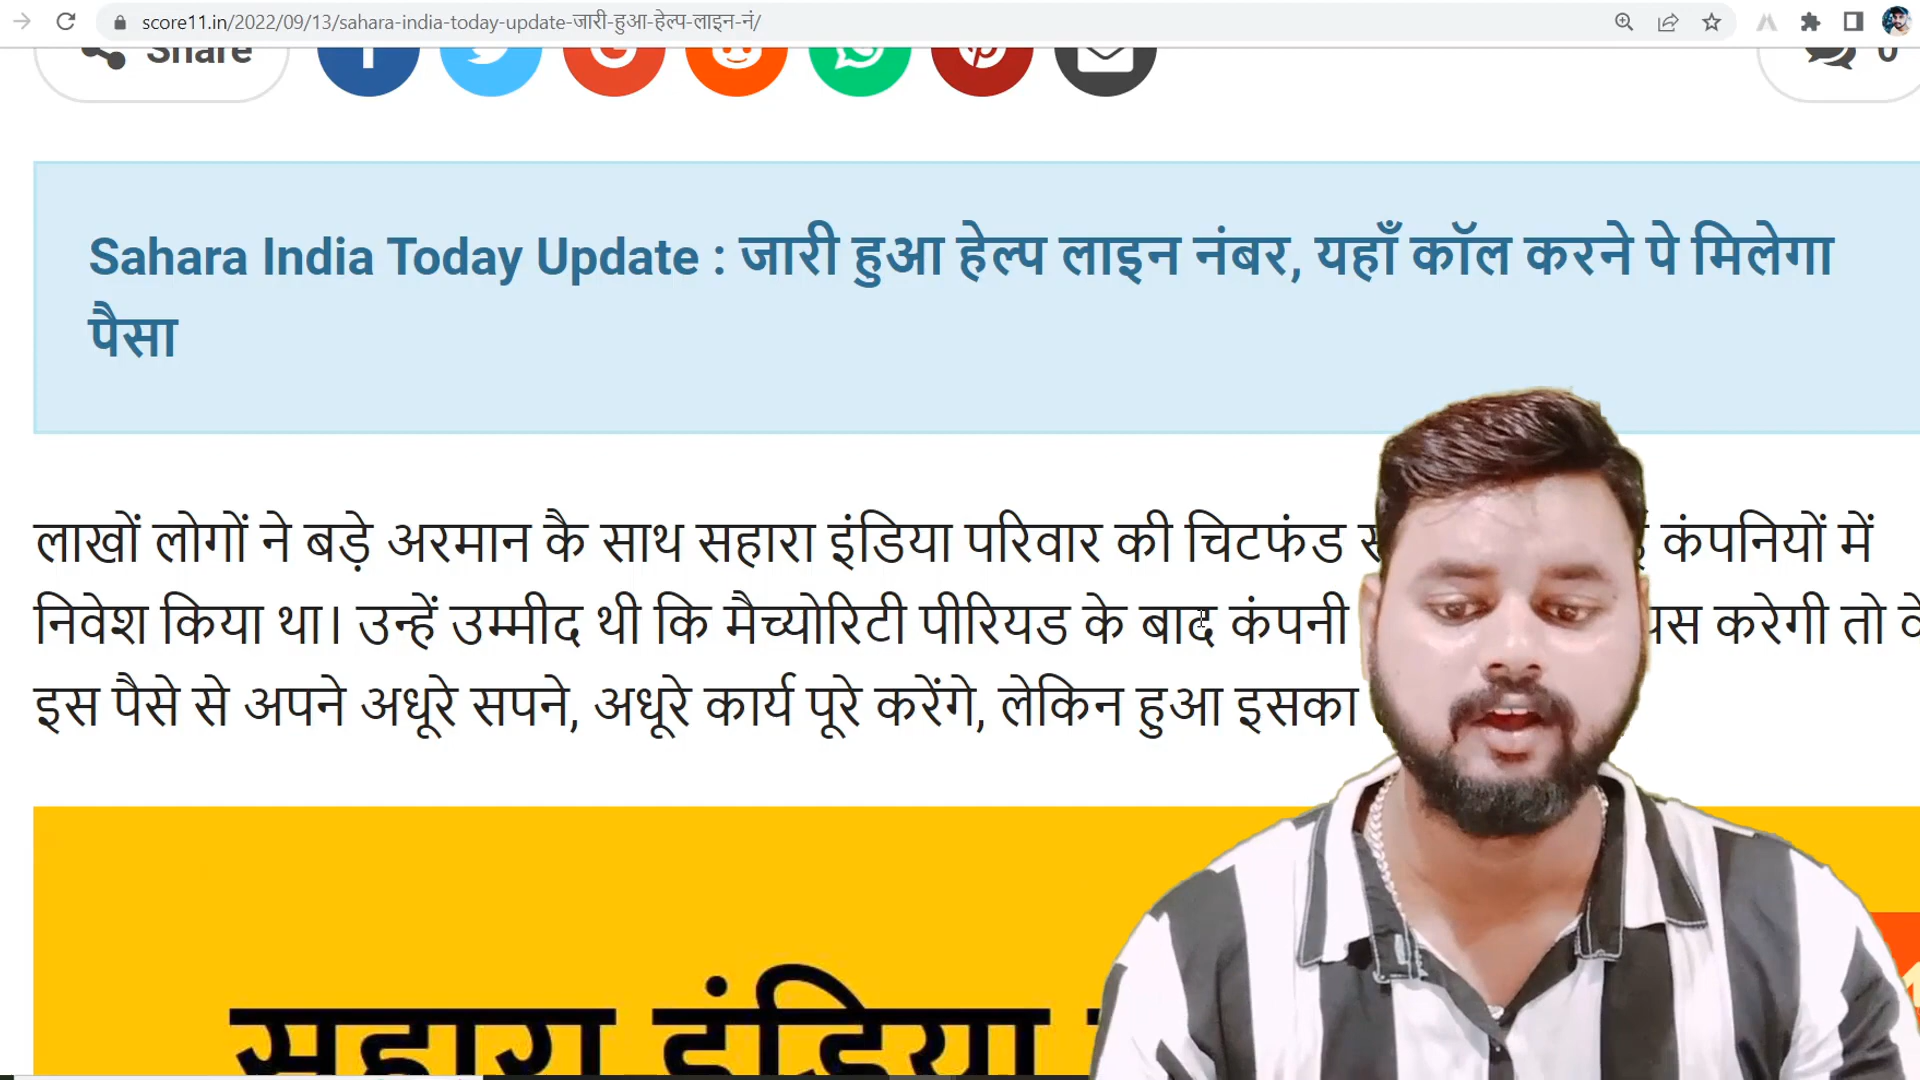 score11.in/2022/09/13/sahara-india-today-update-जारी-हुआ-हेल्प-लाइन-नं/
Share
0
Sahara India Today Update : जारी हुआ हेल्प लाइन नंबर, यहाँ कॉल करने पे मिलेगा
पैसा
लाखों लोगों ने बड़े अरमान कै साथ सहारा इंडिया परिवार की चिटफंड कंपनियों में
निवेश किया था। उन्हें उम्मीद थी कि मैच्योरिटी पीरियड के बाद कंपनी करेगी तो
इस पैसे से अपने अधूरे सपने, अधूरे कार्य पूरे करेंगे, लेकिन हुआ इसका
सहारा इंडिया